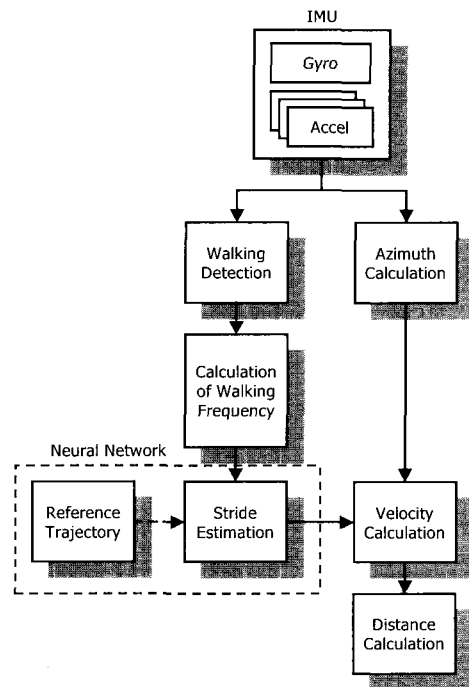 IMU
Gyro
Accel
Walking
Detection
Azimuth
Calculation
Calculation
of Walking
Frequency
Neural Network
Reference
Trajectory
Stride
Estimation
Velocity
Calculation
Distance
Calculation